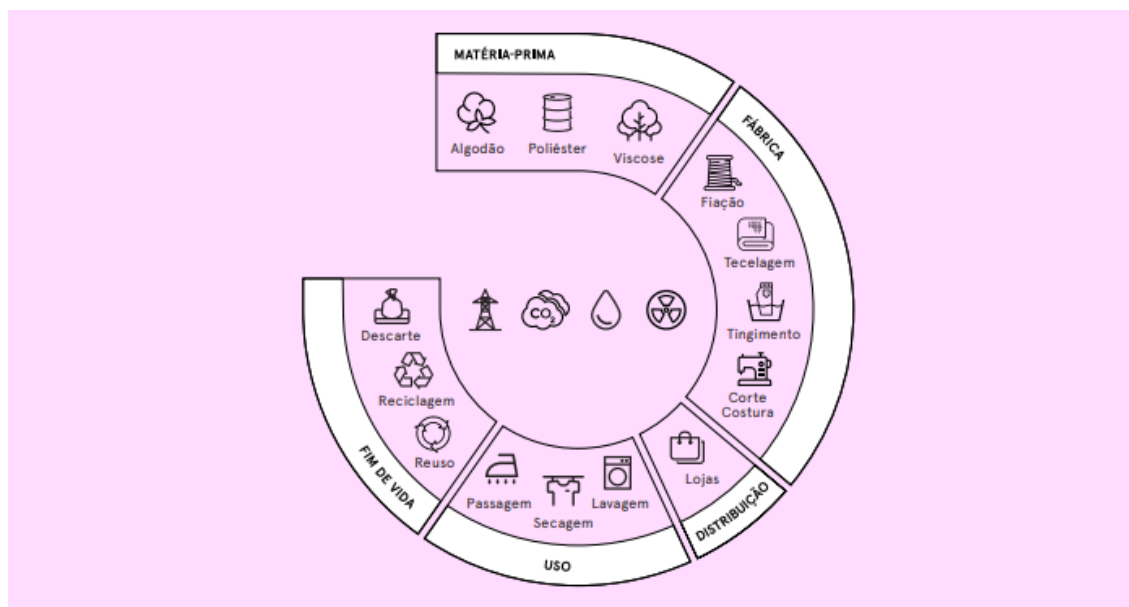 MATÉRIA-PRIMA
Algodão
Poliéster
Viscose
FÁBRICA
Fiação
Tecelagem
Tingimento
Corte
Costura
DISTRIBUIÇÃO
Lojas
USO
Lavagem
Secagem
Passagem
FIM DE VIDA
Reuso
Reciclagem
Descarte
CO₂